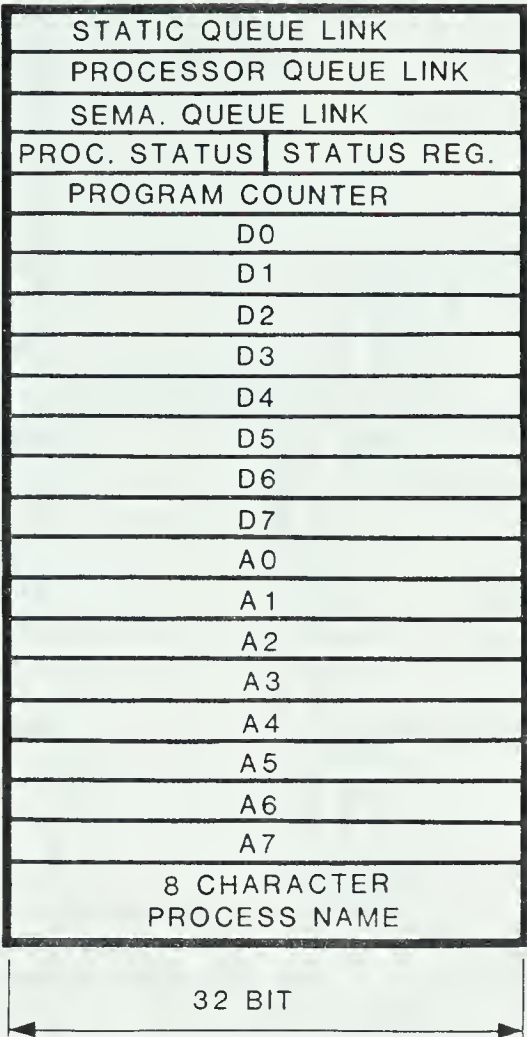 STATIC QUEUE LINK
PROCESSOR QUEUE LINK
SEMA. QUEUE LINK
PROC. STATUS STATUS REG.
PROGRAM COUNTER
D0
D1
D2
D3
D4
D5
D6
D7
A0
A1
A2
A3
A4
A5
A6
A7
8 CHARACTER
PROCESS NAME
32 BIT